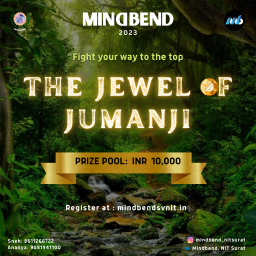 MINDBEND
2023
Fight your way to the top
THE JEWEL OF
JUMANJI
PRIZE POOL: INR 10,000
Register at : mindbendsvnit.in
mindbend_nitsurat
Mindbend, NIT Surat